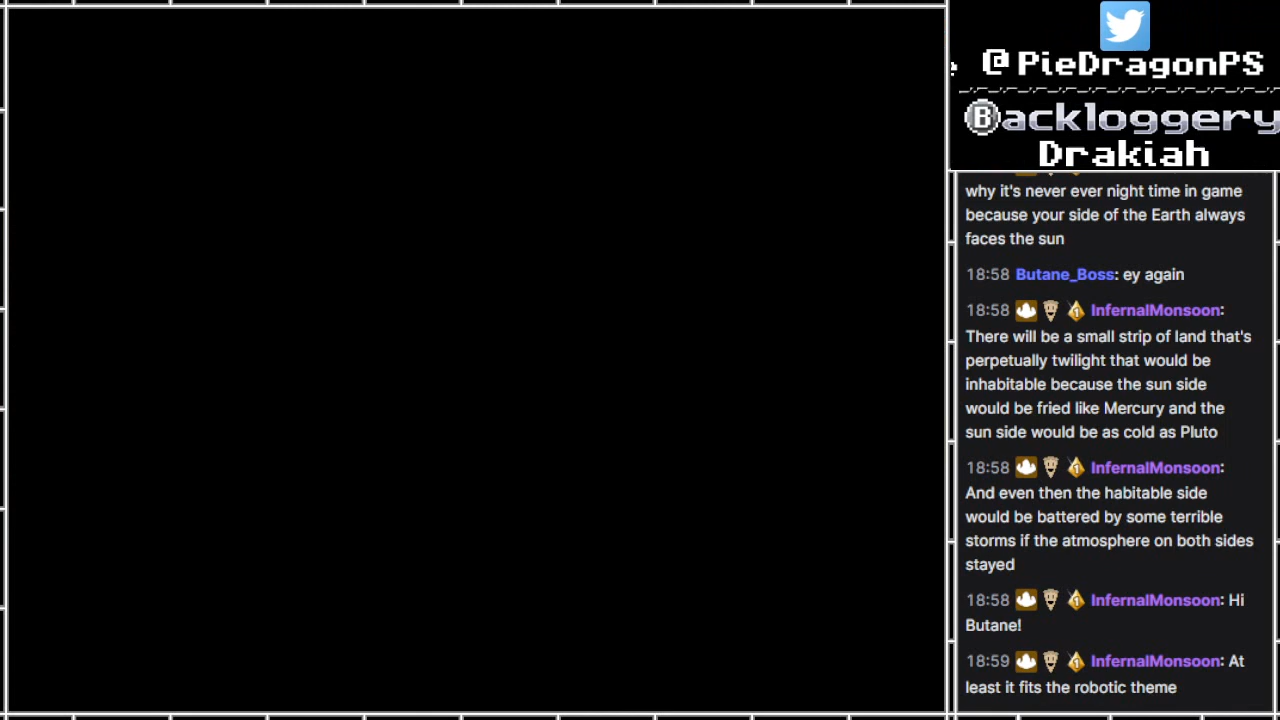 @PieDragonPS
Backloggery
Drakiah
why it's never ever night time in game
because your side of the Earth always
faces the sun
18:58 Butane_Boss: ey again
18:58 InfernalMonsoon:
There will be a small strip of land that's
perpetually twilight that would be
inhabitable because the sun side
would be fried like Mercury and the
sun side would be as cold as Pluto
18:58 InfernalMonsoon:
And even then the habitable side
would be battered by some terrible
storms if the atmosphere on both sides
stayed
18:58 InfernalMonsoon: Hi
Butane!
18:59 InfernalMonsoon: At
least it fits the robotic theme